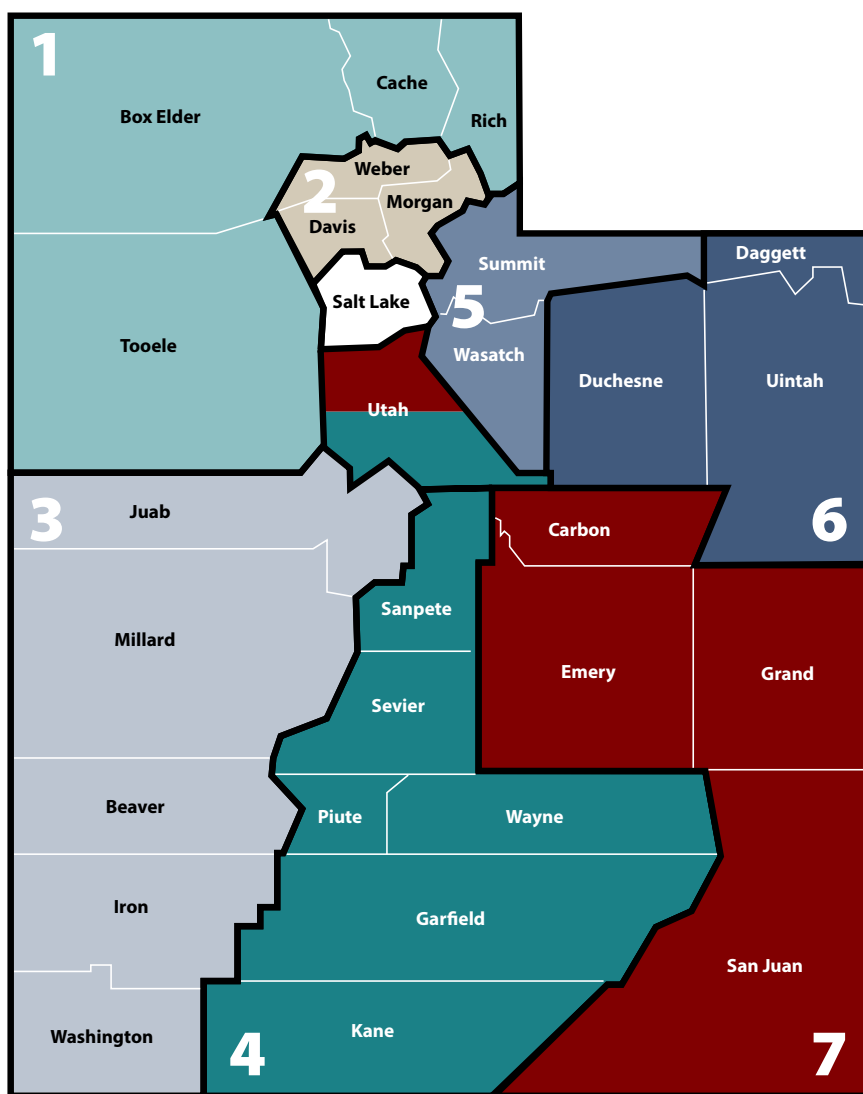 1
Cache
Box Elder
Rich
Weber
2
Morgan
Davis
Daggett
Summit
Salt Lake
5
Tooele
Wasatch
Duchesne
Uintah
Utah
3
Juab
6
Carbon
Sanpete
Millard
Emery
Grand
Sevier
Beaver
Piute
Wayne
Iron
Garfield
San Juan
Kane
Washington
4
7